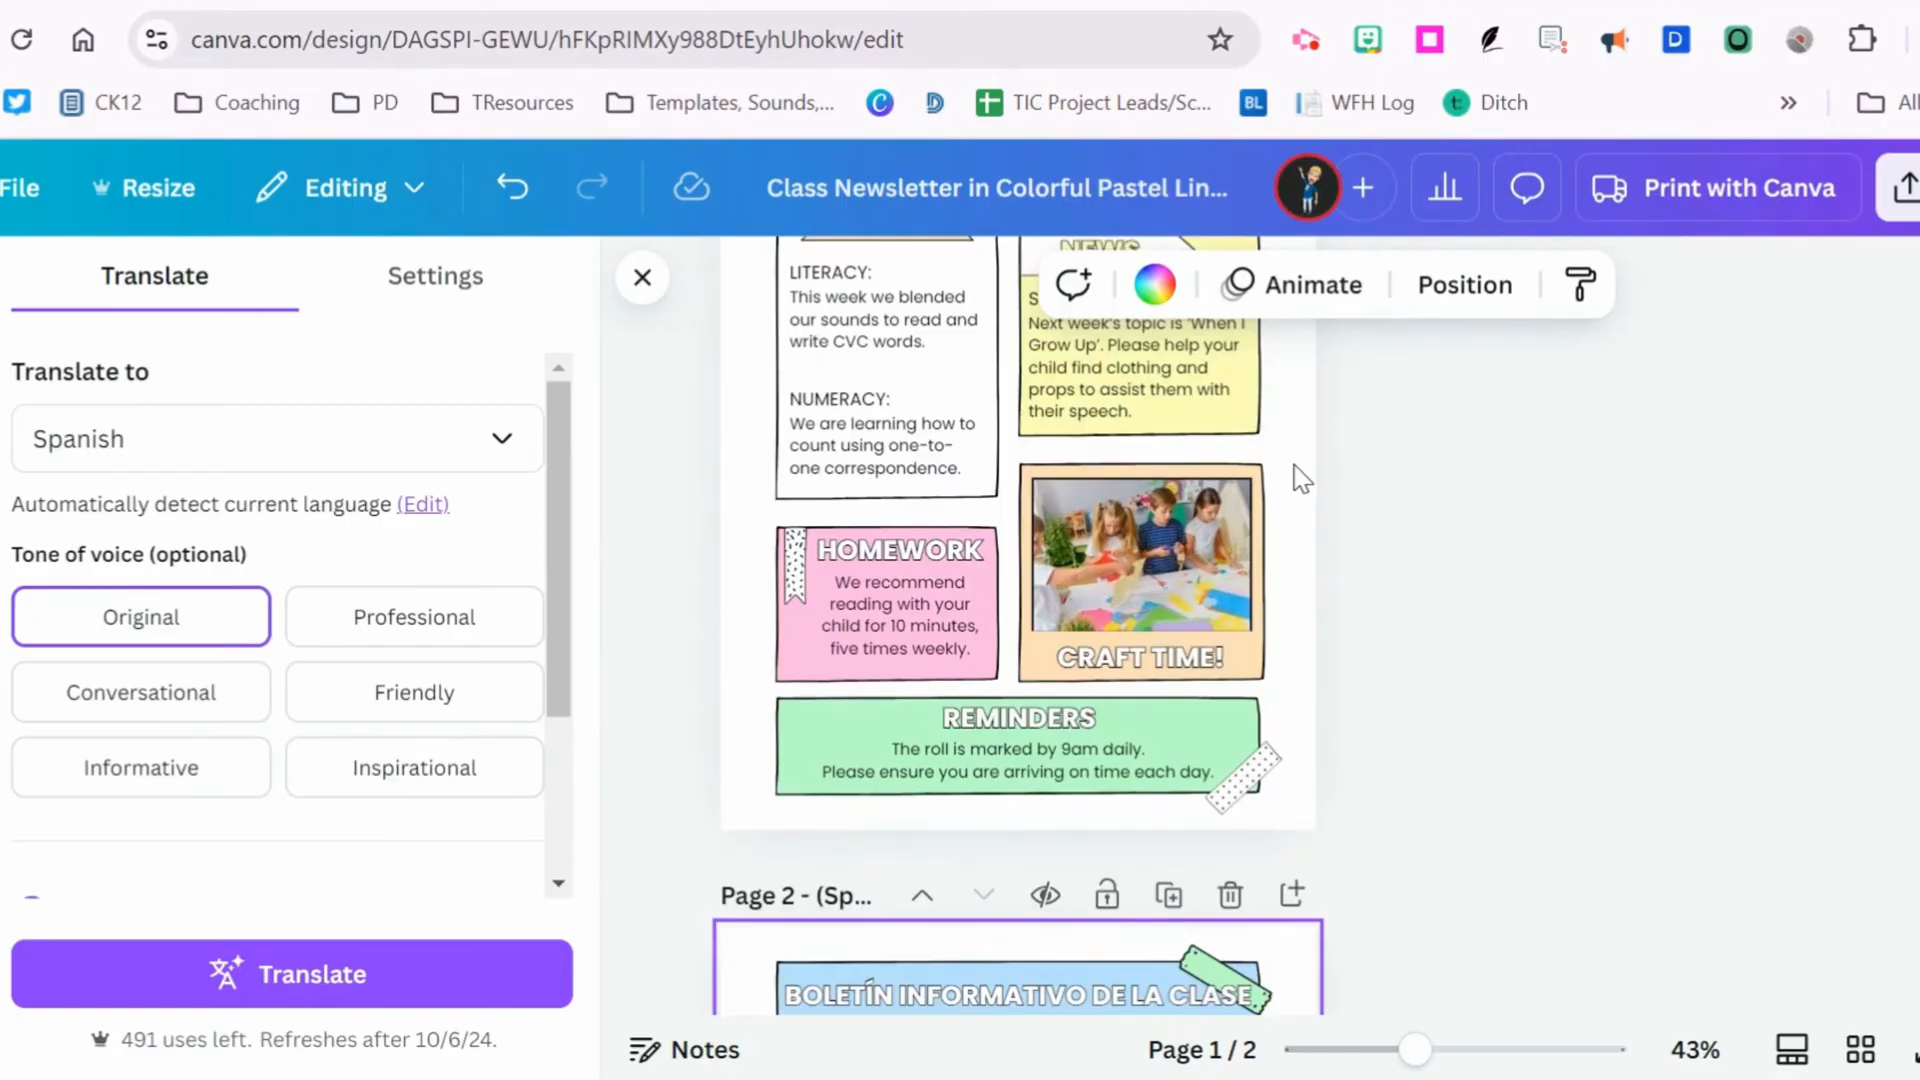 canva.com/design/DAGSPI-GEWU/hFKpRIMXy988DtEyhUhokw/edit
CK12
Coaching
PD
TResources
Templates, Sounds,...
TIC Project Leads/Sc...
BL
WFH Log
Ditch
»
All
File
Resize
Editing
Class Newsletter in Colorful Pastel Lin...
Print with Canva
Translate
Settings
Translate to
Spanish
Automatically detect current language (Edit)
Tone of voice (optional)
Original
Professional
Conversational
Friendly
Informative
Inspirational
Translate
491 uses left. Refreshes after 10/6/24.
Animate
Position
LITERACY:
This week we blended
our sounds to read and
write CVC words.
NUMERACY:
We are learning how to
count using one-to-
one correspondence.
NEWS
Next week's topic is 'When I
Grow Up'. Please help your
child find clothing and
props to assist them with
their speech.
HOMEWORK
We recommend
reading with your
child for 10 minutes,
five times weekly.
CRAFT TIME!
REMINDERS
The roll is marked by 9am daily.
Please ensure you are arriving on time each day.
Page 2 - (Sp...
BOLETÍN INFORMATIVO DE LA CLASE
Notes
Page 1 / 2
43%